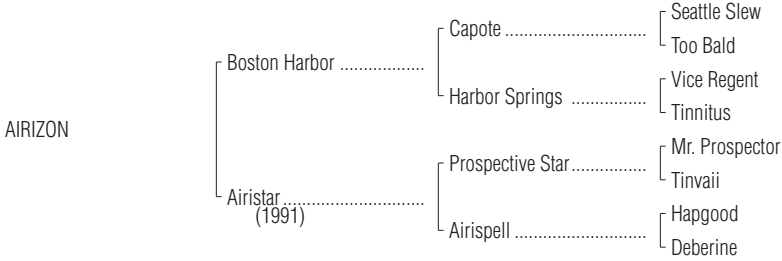 Seattle Slew
Capote ..............................
Too Bald
Boston Harbor ..................
Vice Regent
Harbor Springs ................
Tinnitus
AIRIZON
Mr. Prospector
Prospective Star................
Tinvaii
Airistar..............................
(1991)
Hapgood
Airispell ............................
Deberine